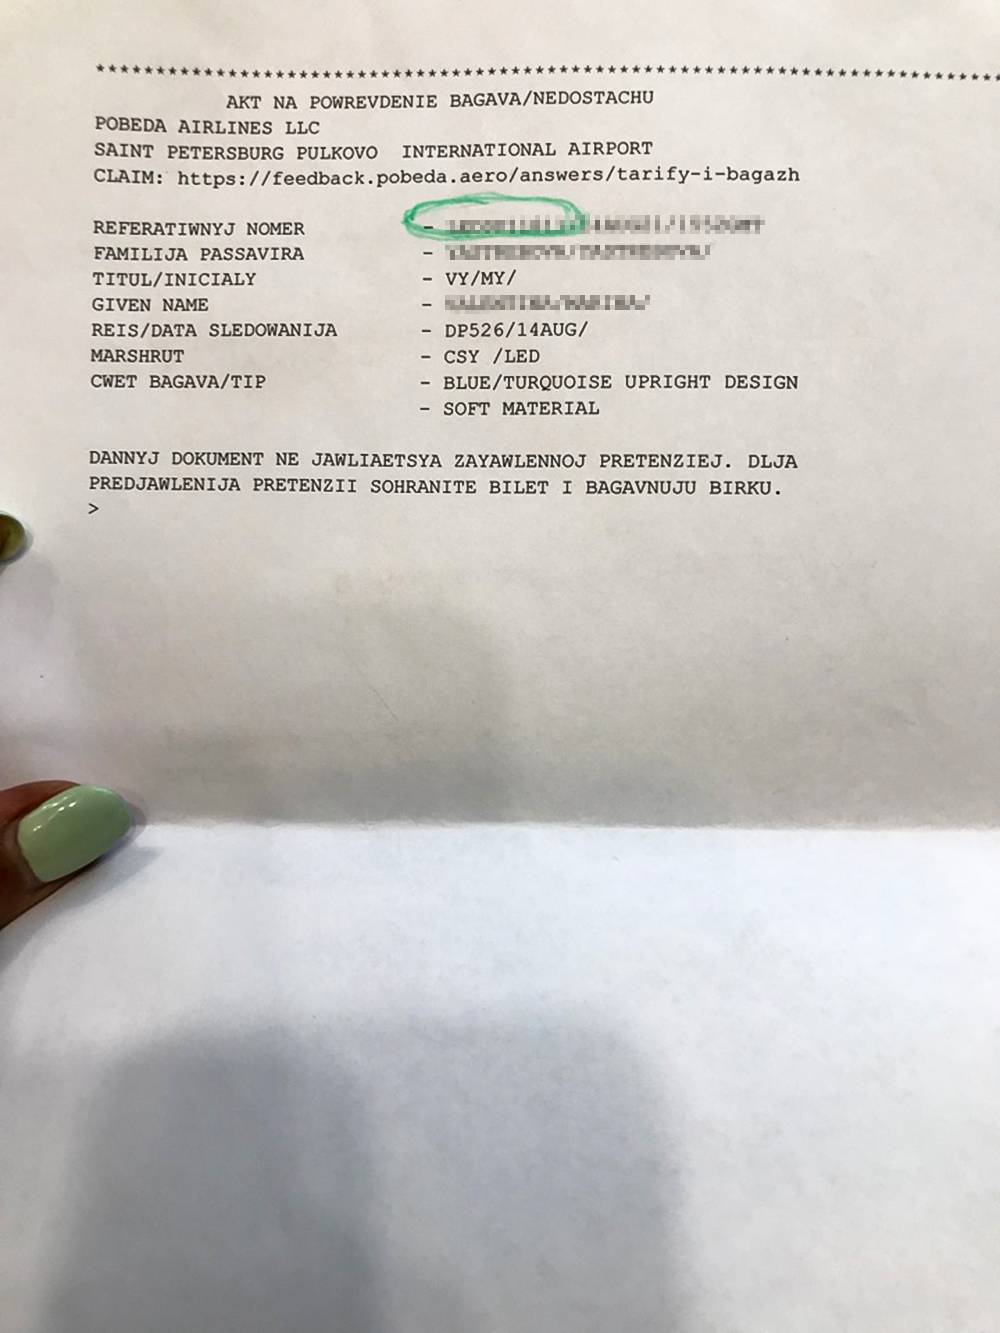 ********************************************************************************
AKT NA POWREVDENIE BAGAVA/NEDOSTACHU
POBEDA AIRLINES LLC
SAINT PETERSBURG PULKOVO INTERNATIONAL AIRPORT
CLAIM: https://feedback.pobeda.aero/answers/tarify-i-bagazh
REFERATIWNYJ NOMER -
FAMILIJA PASSAVIRA -
TITUL/INICIALY - VY/MY/
GIVEN NAME -
REIS/DATA SLEDOWANIJA - DP526/14AUG/
MARSHRUT - CSY /LED
CWET BAGAVA/TIP - BLUE/TURQUOISE UPRIGHT DESIGN
- SOFT MATERIAL
DANNYJ DOKUMENT NE JAWLIAETSYA ZAYAWLENNOJ PRETENZIEJ. DLJA
PREDJAWLENIJA PRETENZII SOHRANITE BILET I BAGAVNUJU BIRKU.
>